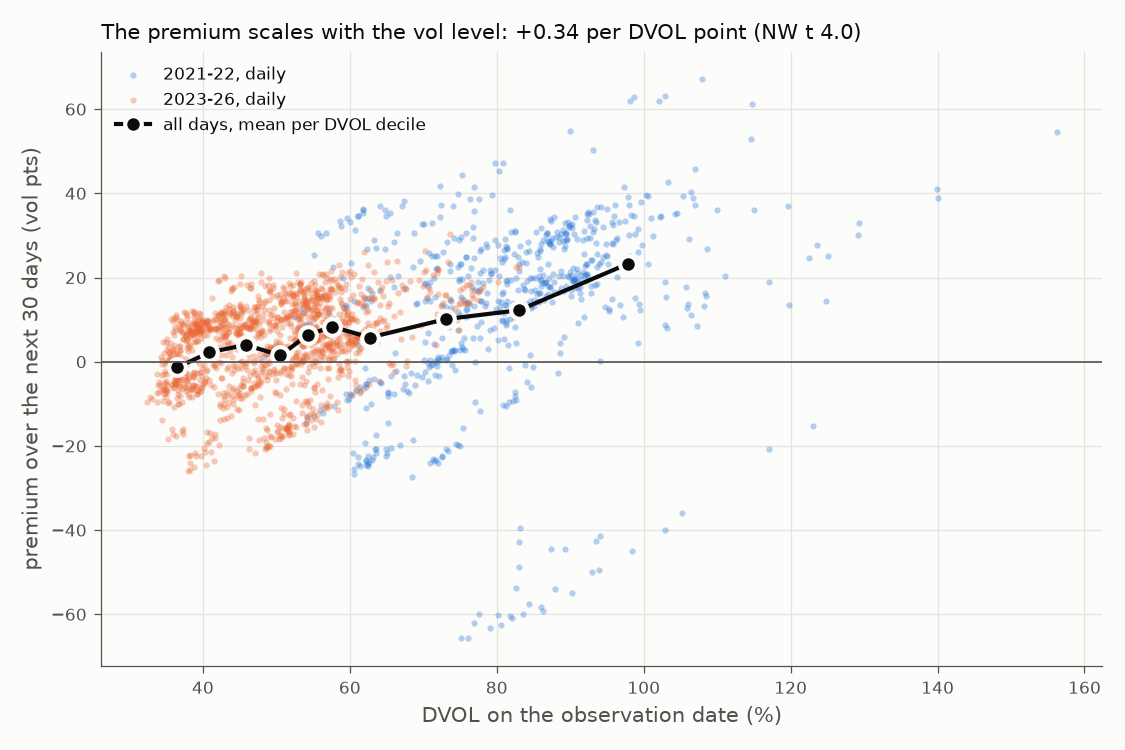 The premium scales with the vol level: +0.34 per DVOL point (NW t 4.0)
2021-22, daily
2023-26, daily
all days, mean per DVOL decile
premium over the next 30 days (vol pts)
60
40
20
0
−20
−40
−60
40
60
80
100
120
140
160
DVOL on the observation date (%)